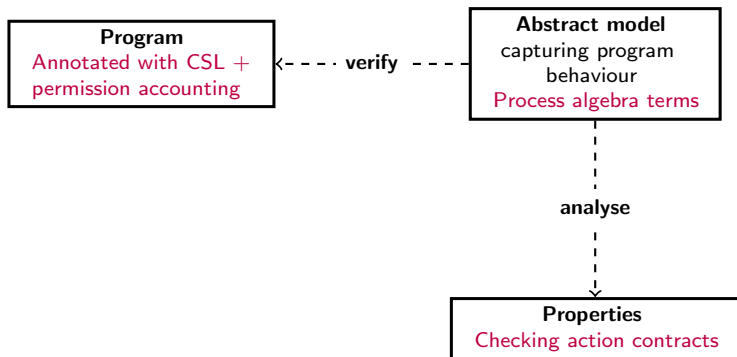 Program
Annotated with CSL +
permission accounting
verify
Abstract model
capturing program
behaviour
Process algebra terms
analyse
Properties
Checking action contracts